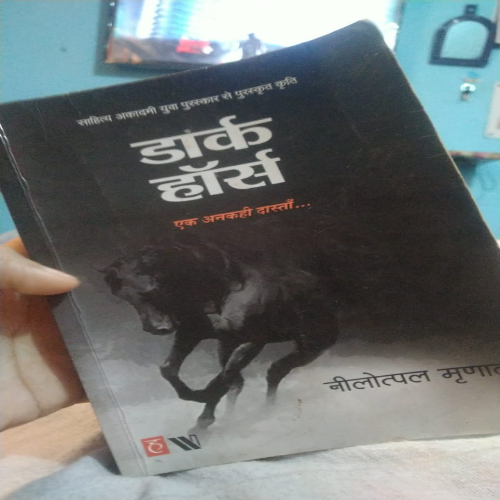 साहित्य अकादमी युवा पुरस्कार से पुरस्कृत कृति
डार्क
हॉर्स
एक अनकही दास्ताँ...
नीलोत्पल